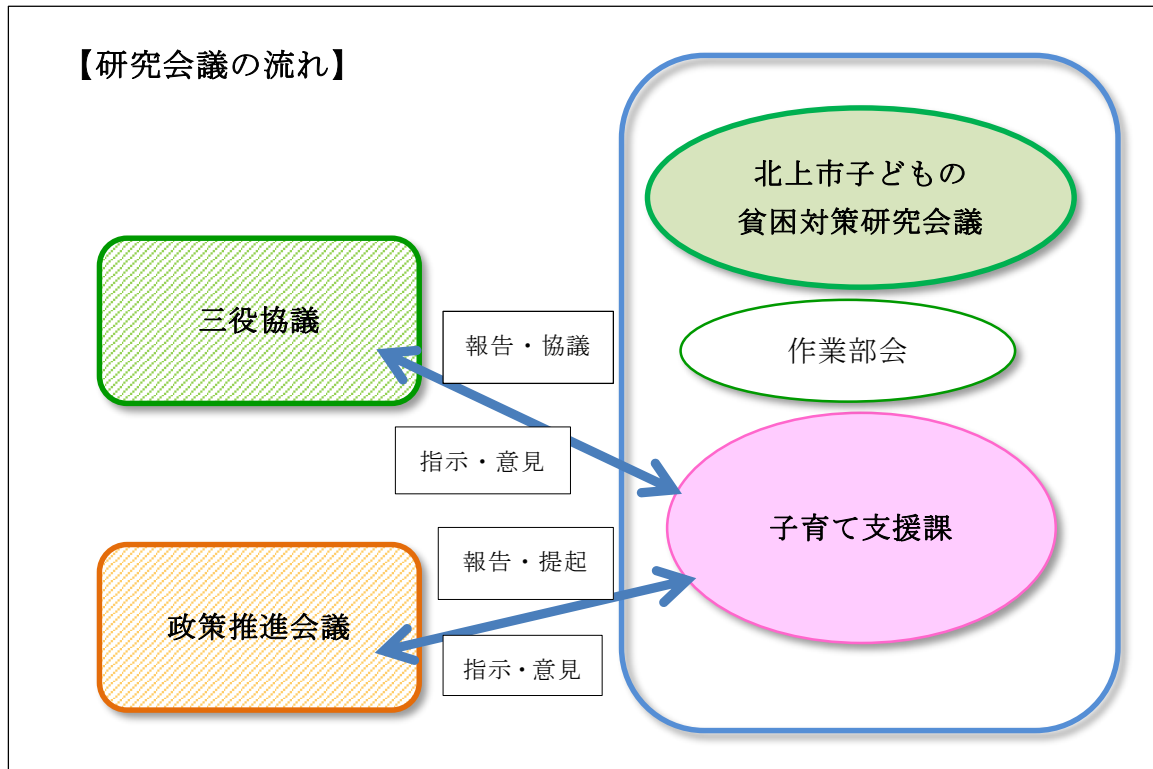 【研究会議の流れ】
北上市子どもの
貧困対策研究会議
三役協議
報告・協議
作業部会
指示・意見
子育て支援課
報告・提起
政策推進会議
指示・意見